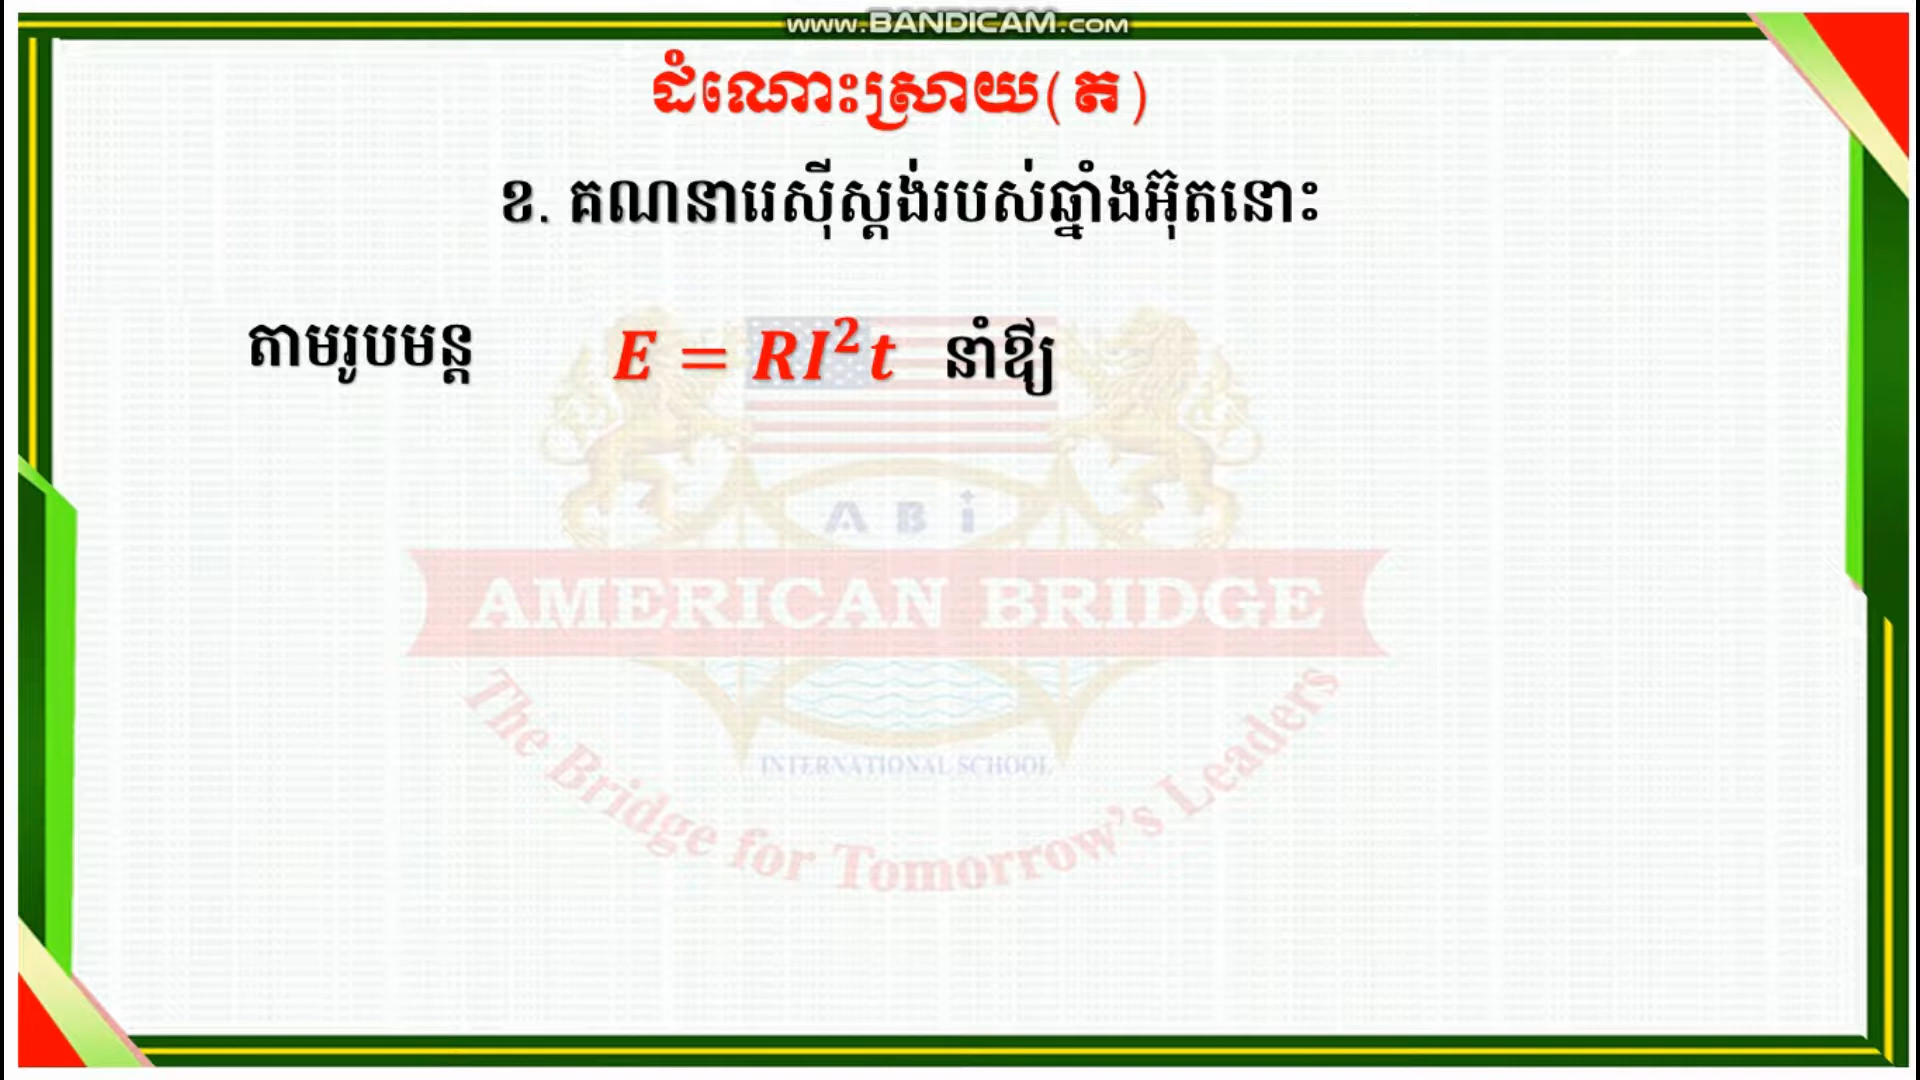 www.BANDICAM.com
ដំណោះស្រាយ(ត)
ខ. គណនារេស៊ីស្តង់របស់ឆ្នាំងអ៊ុតនោះ
តាមរូបមន្ត E = RI²t នាំឱ្យ
ABi
AMERICAN BRIDGE
INTERNATIONAL SCHOOL
The Bridge for Tomorrow's Leaders